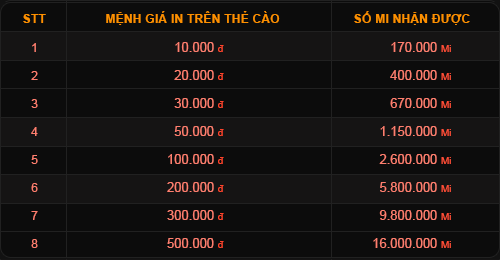 STT MỆNH GIÁ IN TRÊN THẺ CÀO SỐ MI NHẬN ĐƯỢC
1 10.000 đ 170.000 Mi
2 20.000 đ 400.000 Mi
3 30.000 đ 670.000 Mi
4 50.000 đ 1.150.000 Mi
5 100.000 đ 2.600.000 Mi
6 200.000 đ 5.800.000 Mi
7 300.000 đ 9.800.000 Mi
8 500.000 đ 16.000.000 Mi